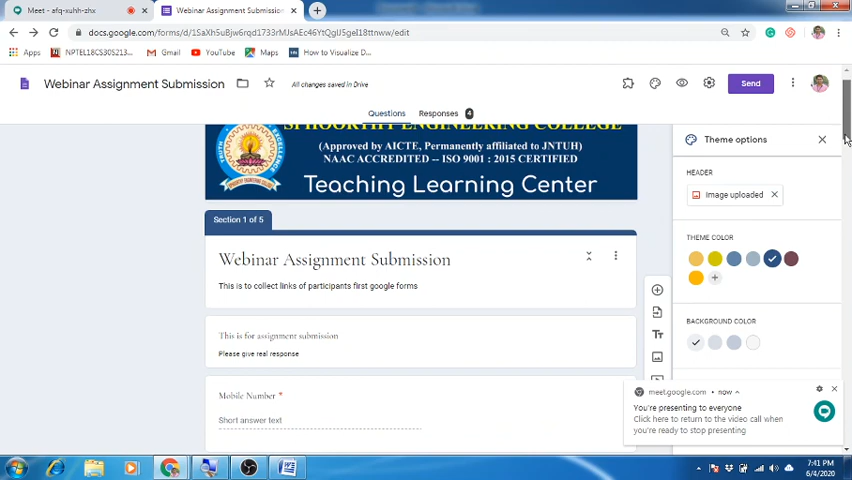 Meet - afq-xuhh-zhx
Webinar Assignment Submission
docs.google.com/forms/d/1SaXh5uBjw6rqd1733rMJsAEc46YtQgIJ5geI18ttnww/edit
Apps
NPTEL18CS30S213...
Gmail
YouTube
Maps
How to Visualize D...
Webinar Assignment Submission
All changes saved in Drive
Send
Questions
Responses 4
SPHOORTHY ENGINEERING COLLEGE
(Approved by AICTE, Permanently affiliated to JNTUH)
NAAC ACCREDITED -- ISO 9001 : 2015 CERTIFIED
Teaching Learning Center
Theme options
HEADER
Image uploaded
Section 1 of 5
THEME COLOR
Webinar Assignment Submission
This is to collect links of participants first google forms
BACKGROUND COLOR
This is for assignment submission
Please give real response
Mobile Number *
Short answer text
meet.google.com • now
You're presenting to everyone
Click here to return to the video call when
you're ready to stop presenting
7:41 PM
6/4/2020